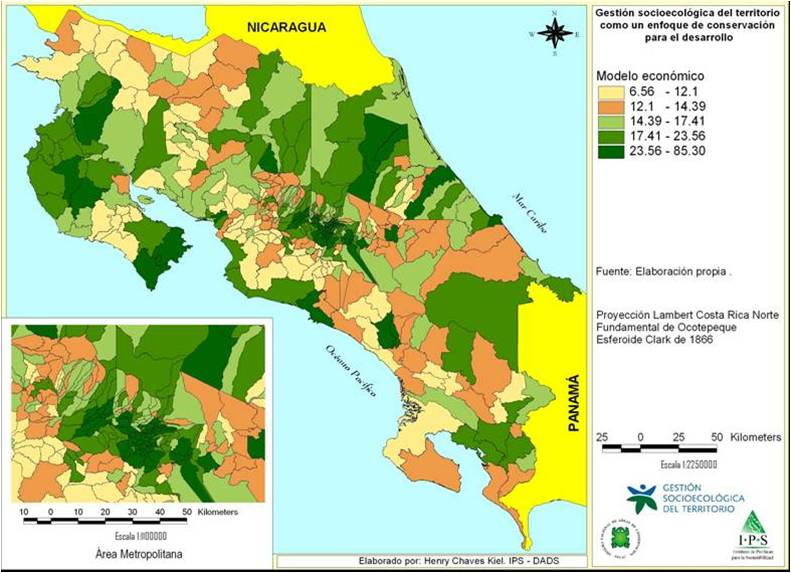 NICARAGUA
N
W E
S
Mar Caribe
Océano Pacífico
PANAMÁ
Gestión socioecológica del territorio
como un enfoque de conservación
para el desarrollo
Modelo económico
6.56 - 12.1
12.1 - 14.39
14.39 - 17.41
17.41 - 23.56
23.56 - 85.30
Fuente: Elaboración propia .
Proyección Lambert Costa Rica Norte
Fundamental de Ocotepeque
Esferoide Clark de 1866
25 0 25 50 Kilometers
Escala 1:2250000
GESTIÓN
SOCIOECOLÓGICA
DEL TERRITORIO
I·P·S
10 0 10 20 30 40 50 Kilometers
Àrea Metropolitana
Elaborado por: Henry Chaves Kiel. IPS - DADS